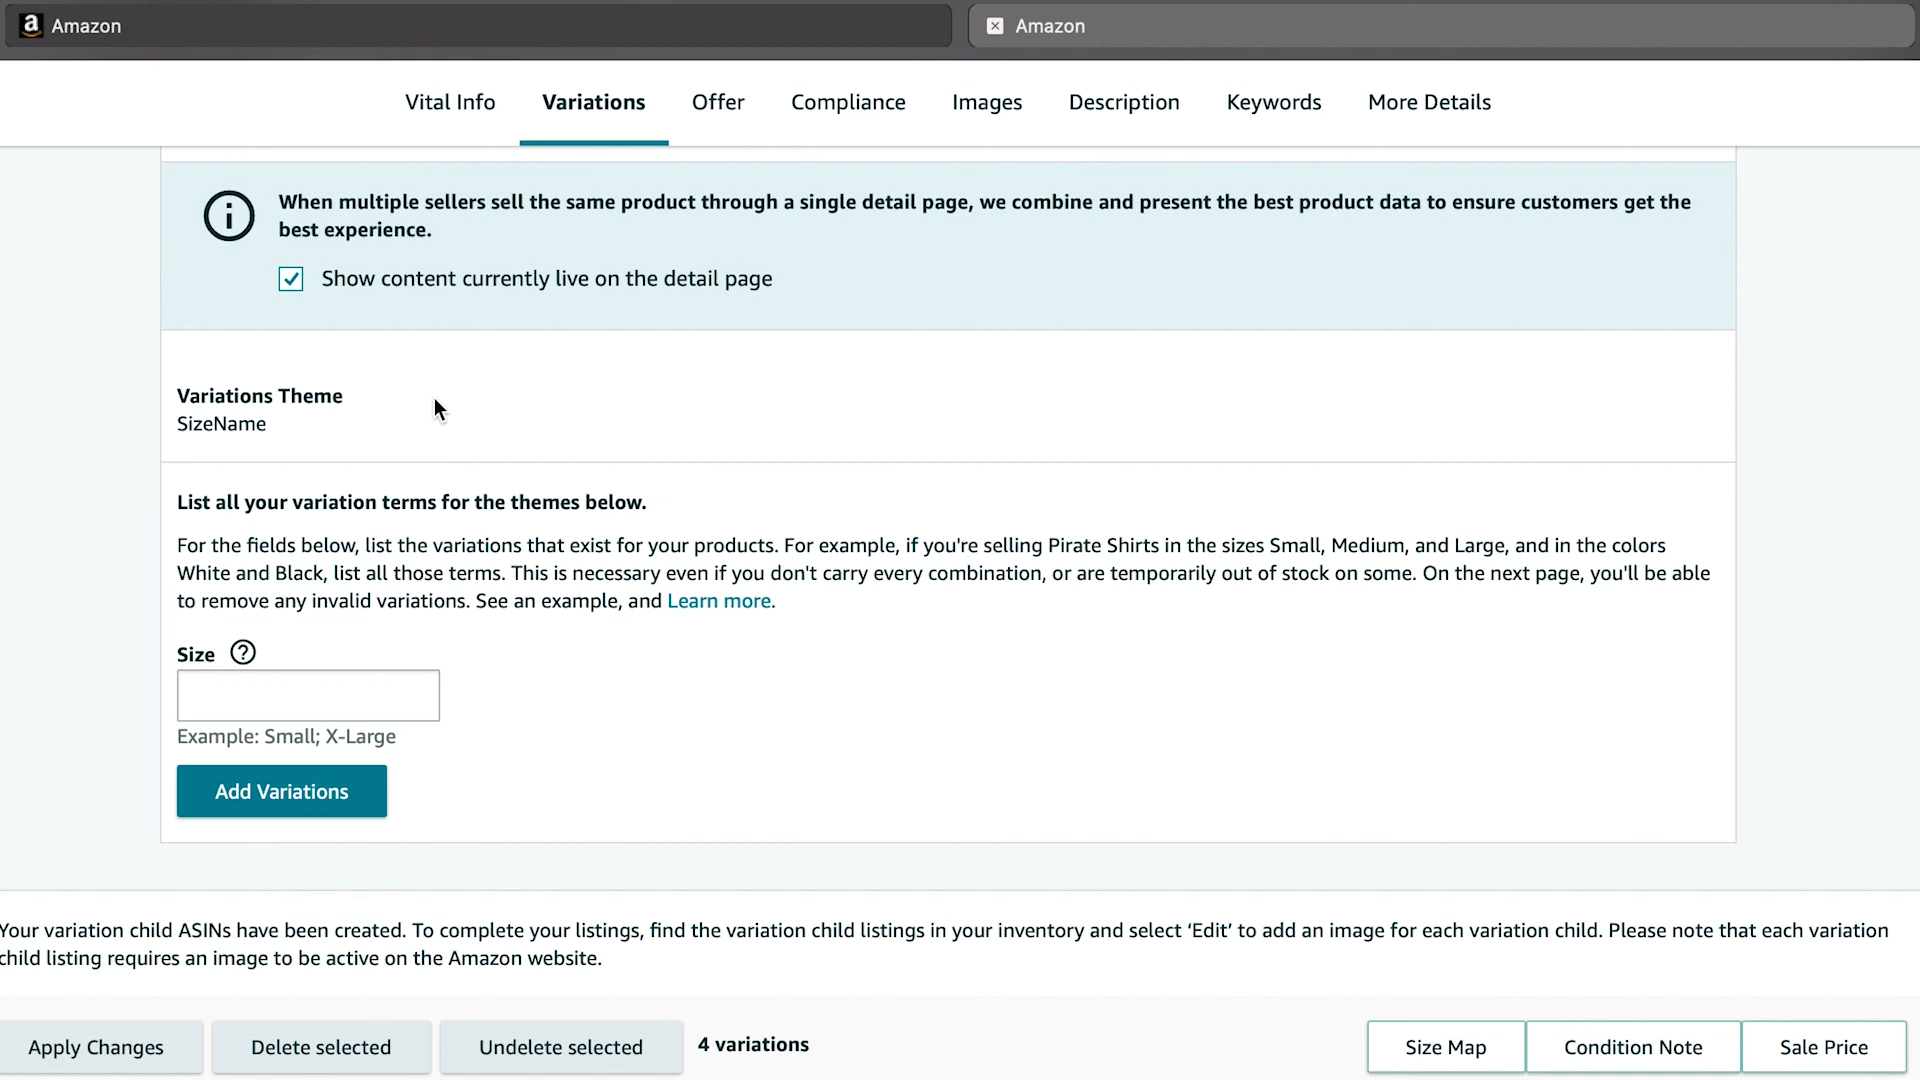 Amazon
Amazon
Vital Info
Variations
Offer
Compliance
Images
Description
Keywords
More Details
When multiple sellers sell the same product through a single detail page, we combine and present the best product data to ensure customers get the
best experience.
Show content currently live on the detail page
Variations Theme
SizeName
List all your variation terms for the themes below.
For the fields below, list the variations that exist for your products. For example, if you're selling Pirate Shirts in the sizes Small, Medium, and Large, and in the colors
White and Black, list all those terms. This is necessary even if you don't carry every combination, or are temporarily out of stock on some. On the next page, you'll be able
to remove any invalid variations. See an example, and Learn more.
Size
Example: Small; X-Large
Add Variations
Your variation child ASINs have been created. To complete your listings, find the variation child listings in your inventory and select ‘Edit’ to add an image for each variation child. Please note that each variation
child listing requires an image to be active on the Amazon website.
Apply Changes
Delete selected
Undelete selected
4 variations
Size Map
Condition Note
Sale Price